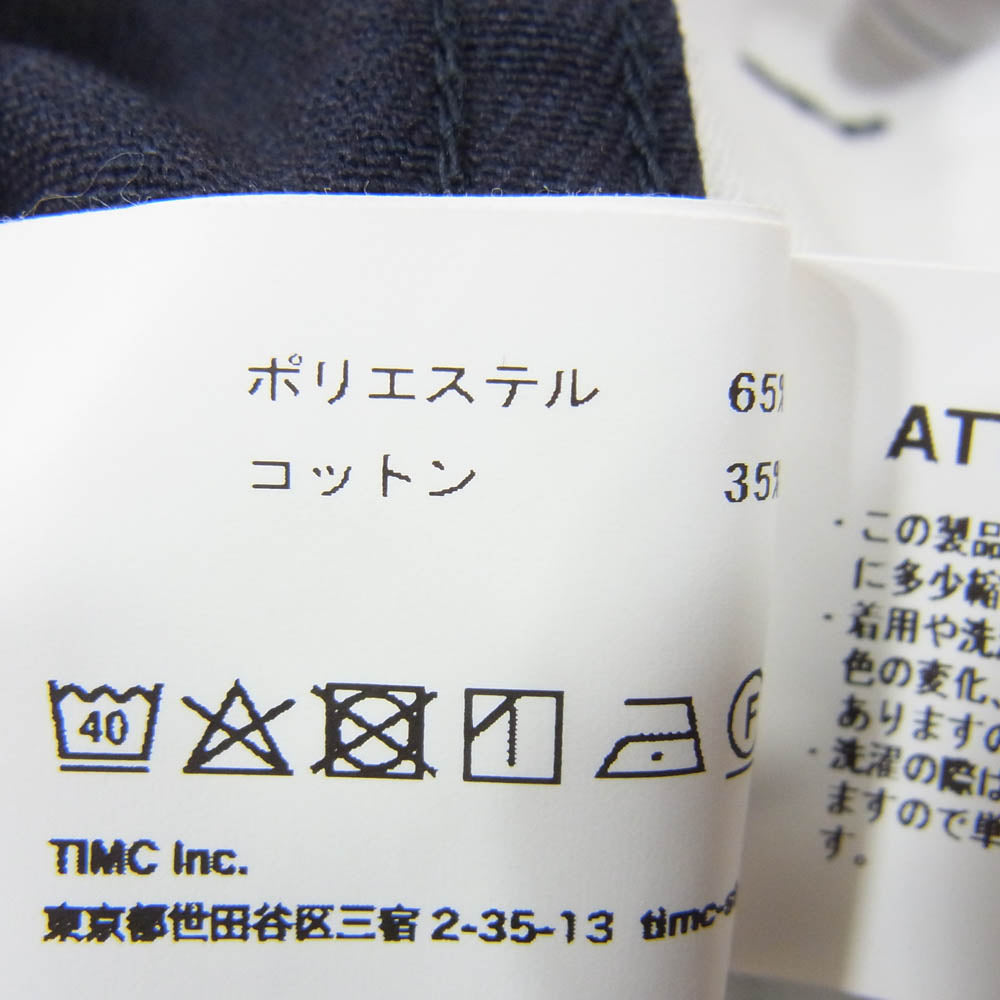 ポリエステル 65%
コットン 35%
40
F
TIMC Inc.
東京都世田谷区三宿 2-35-13 timc-
AT
・この製品
に多少縮
・着用や洗
色の変化、
ありますの
・洗濯の際は
ますので単
す。